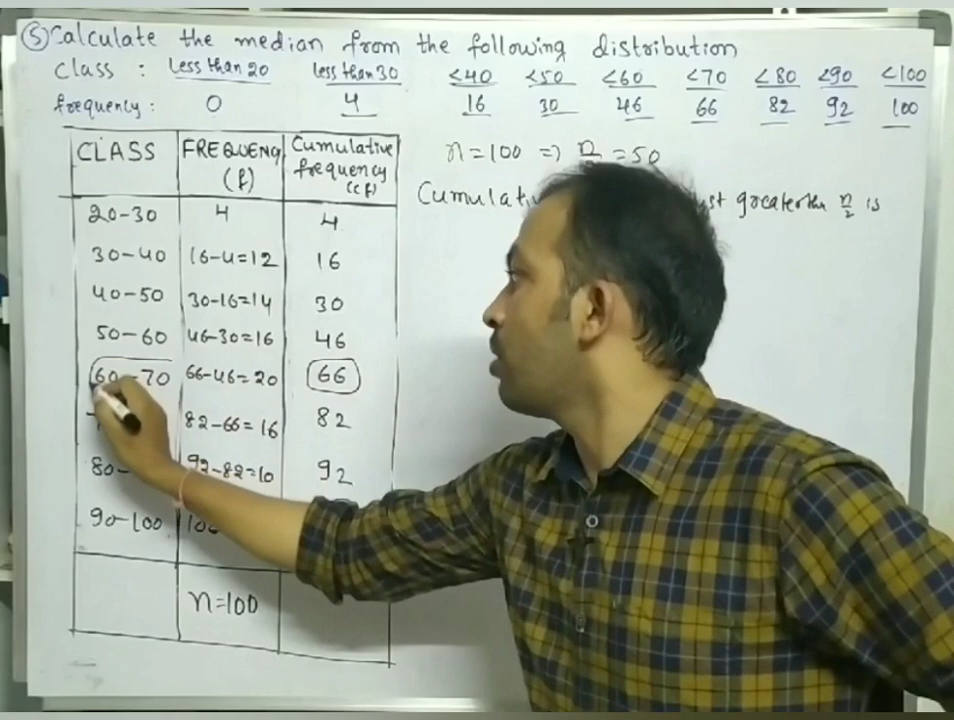 ⑤ Calculate the median from the following distribution
Class : less than 20 less than 30 <40 <50 <60 <70 <80 <90 <100
frequency : 0 4 16 30 46 66 82 92 100
CLASS FREQUENCY (f) Cumulative frequency (cf)
n=100 => n/2 =50
Cumulative greater than n/2 is
20-30 4 4
30-40 16-4=12 16
40-50 30-16=14 30
50-60 46-30=16 46
60-70 66-46=20 66
82-66=16 82
80- 92-82=10 92
90-100 100
n=100